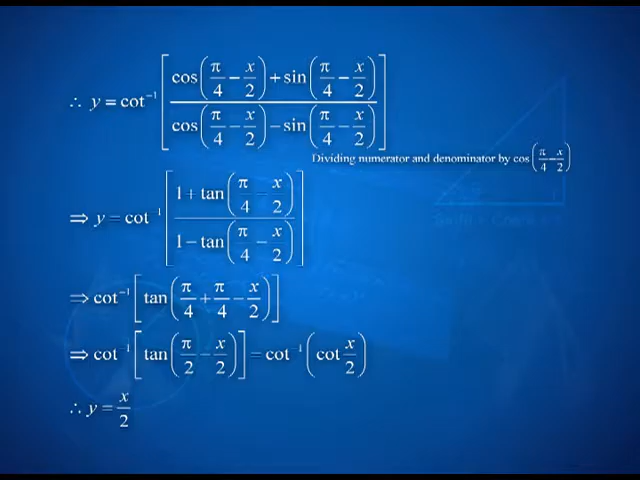 ∴ y = cot⁻¹ [ (cos(π/4 − x/2) + sin(π/4 − x/2)) / (cos(π/4 − x/2) − sin(π/4 − x/2)) ]
Dividing numerator and denominator by cos (π/4 − x/2)
⇒ y = cot⁻¹ [ (1 + tan(π/4 − x/2)) / (1 − tan(π/4 − x/2)) ]
⇒ cot⁻¹ [ tan(π/4 + π/4 − x/2) ]
⇒ cot⁻¹ [ tan(π/2 − x/2) ] = cot⁻¹ (cot x/2)
∴ y = x/2